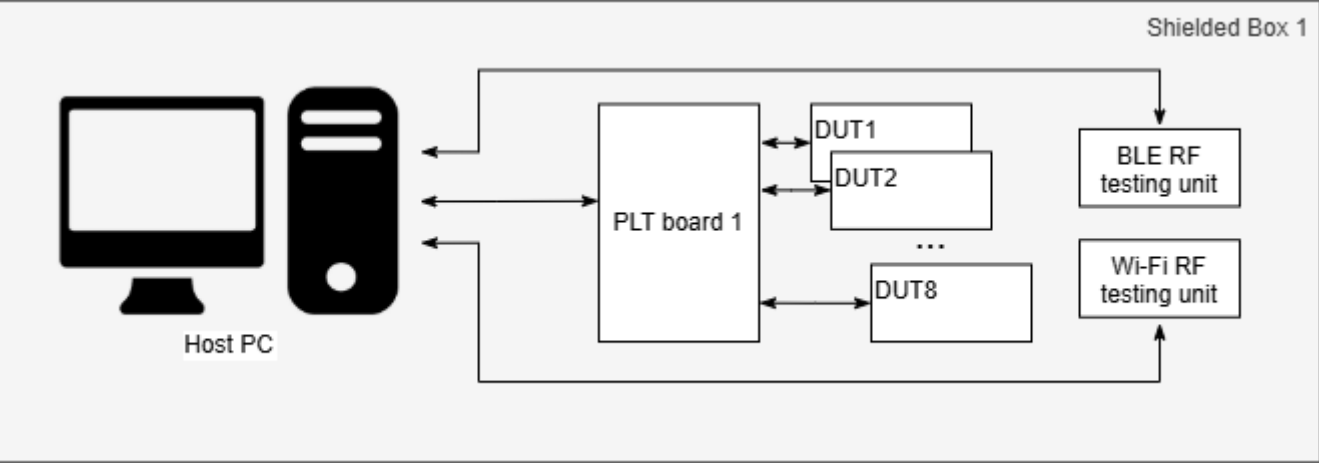 Shielded Box 1
DUT1
BLE RF
testing unit
DUT2
PLT board 1
...
Wi-Fi RF
testing unit
DUT8
Host PC